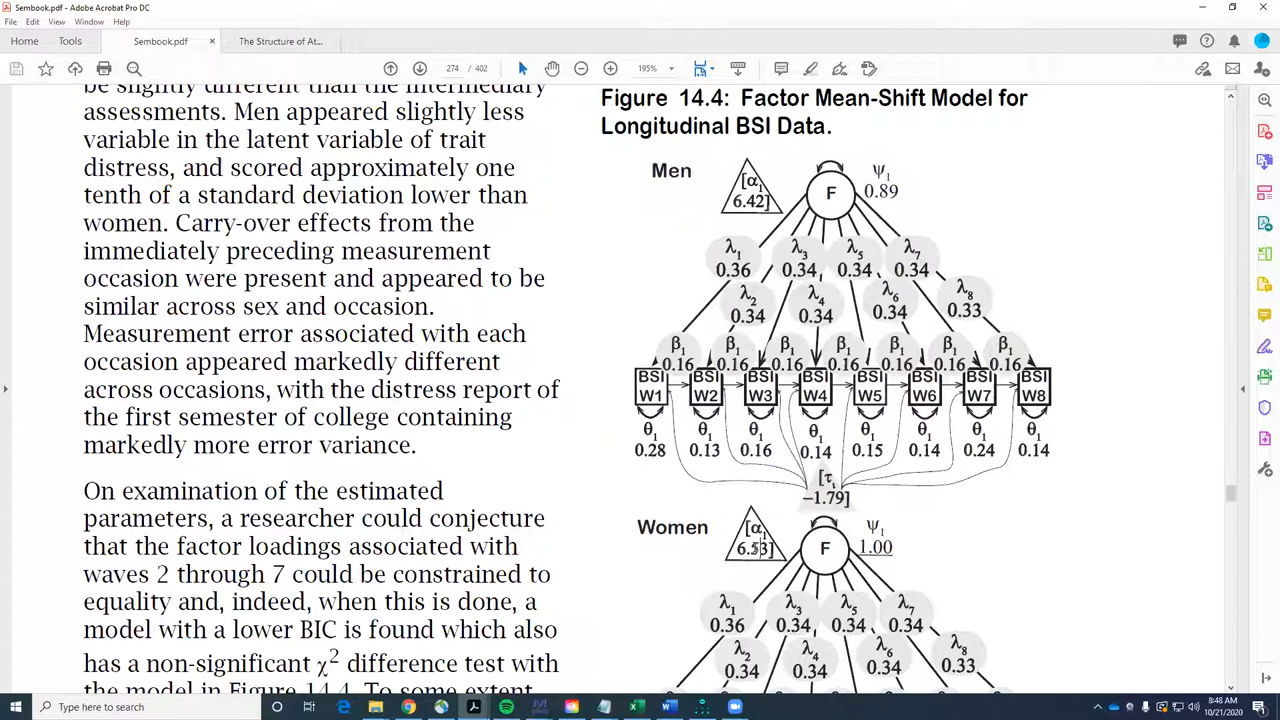 Sembook.pdf - Adobe Acrobat Pro DC
File Edit View Window Help
Home Tools Sembook.pdf × The Structure of At...
274 / 402 195%
be slightly different than the intermediary
assessments. Men appeared slightly less
variable in the latent variable of trait
distress, and scored approximately one
tenth of a standard deviation lower than
women. Carry-over effects from the
immediately preceding measurement
occasion were present and appeared to be
similar across sex and occasion.
Measurement error associated with each
occasion appeared markedly different
across occasions, with the distress report of
the first semester of college containing
markedly more error variance.
On examination of the estimated
parameters, a researcher could conjecture
that the factor loadings associated with
waves 2 through 7 could be constrained to
equality and, indeed, when this is done, a
model with a lower BIC is found which also
has a non-significant χ² difference test with
the model in Figure 14.4. To some extent
Figure 14.4: Factor Mean-Shift Model for
Longitudinal BSI Data.
Men
[α₁
6.42]
F
ψ₁
0.89
λ₁ λ₃ λ₅ λ₇
0.36 0.34 0.34 0.34
λ₂ λ₄ λ₆ λ₈
0.34 0.34 0.34 0.33
β₁ β₁ β₁ β₁ β₁ β₁ β₁
0.16 0.16 0.16 0.16 0.16 0.16 0.16
BSI BSI BSI BSI BSI BSI BSI BSI
W1 W2 W3 W4 W5 W6 W7 W8
θ₁ θ₁ θ₁ θ₁ θ₁ θ₁ θ₁ θ₁
0.28 0.13 0.16 0.14 0.15 0.14 0.24 0.14
[τᵢ
−1.79]
Women
[α₁
6.53]
F
ψ₁
1.00
λ₁ λ₃ λ₅ λ₇
0.36 0.34 0.34 0.34
λ₂ λ₄ λ₆ λ₈
0.34 0.34 0.34 0.33
Type here to search
8:48 AM
10/21/2020